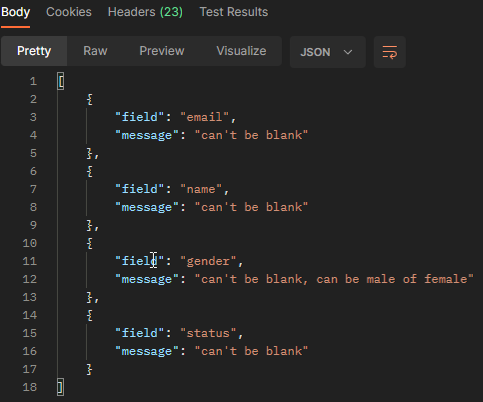 Body Cookies Headers (23) Test Results
Pretty Raw Preview Visualize JSON
1 [
2 {
3 "field": "email",
4 "message": "can't be blank"
5 },
6 {
7 "field": "name",
8 "message": "can't be blank"
9 },
10 {
11 "field": "gender",
12 "message": "can't be blank, can be male of female"
13 },
14 {
15 "field": "status",
16 "message": "can't be blank"
17 }
18 ]